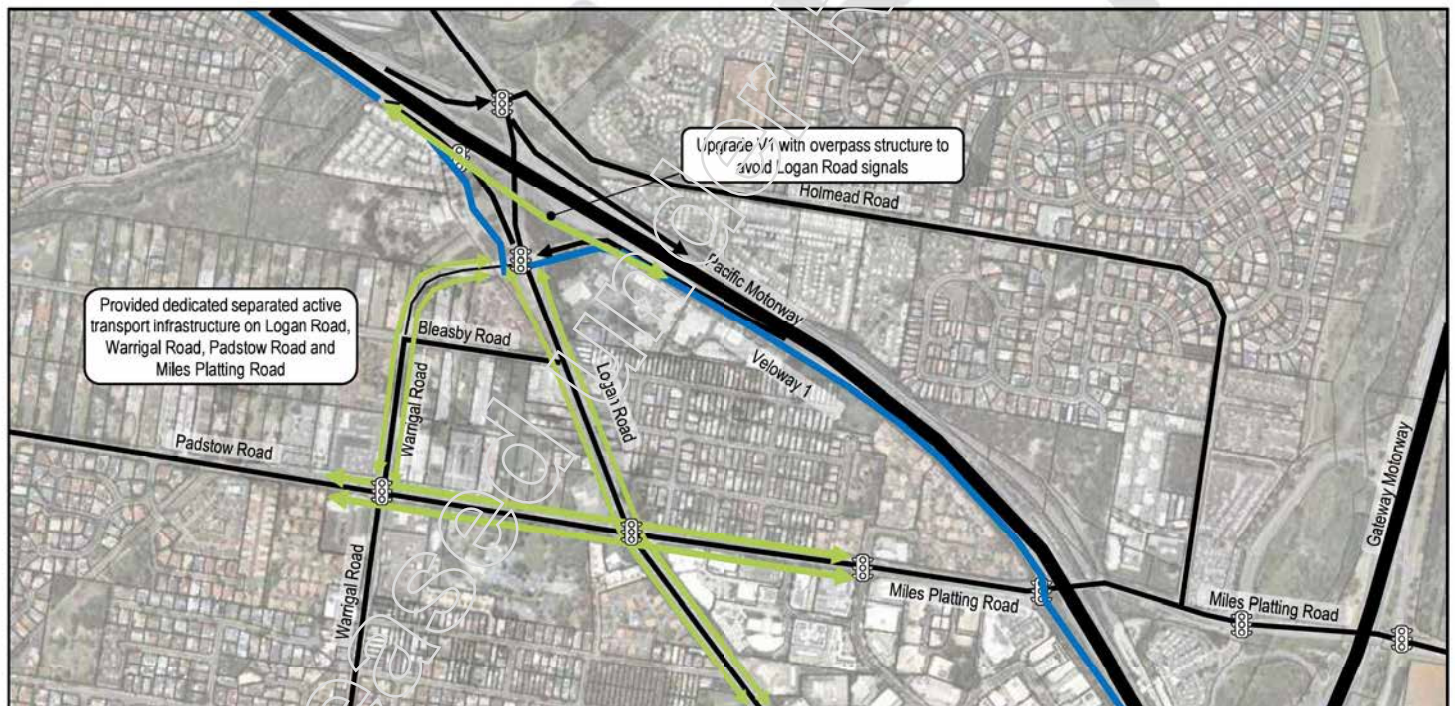 Upgrade V1 with overpass structure to
avoid Logan Road signals
Holmead Road
Pacific Motorway
Provided dedicated separated active
transport infrastructure on Logan Road,
Warrigal Road, Padstow Road and
Miles Platting Road
Bleasby Road
Logan Road
Veloway 1
Warrigal Road
Padstow Road
Gateway Motorway
Warrigal Road
Miles Platting Road
Miles Platting Road